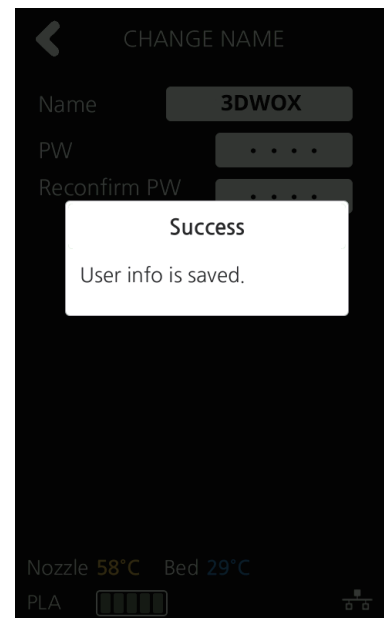 CHANGE NAME
Name 3DWOX
PW ····
Reconfirm PW ····
Success
User info is saved.
Nozzle 58°C Bed 29°C
PLA